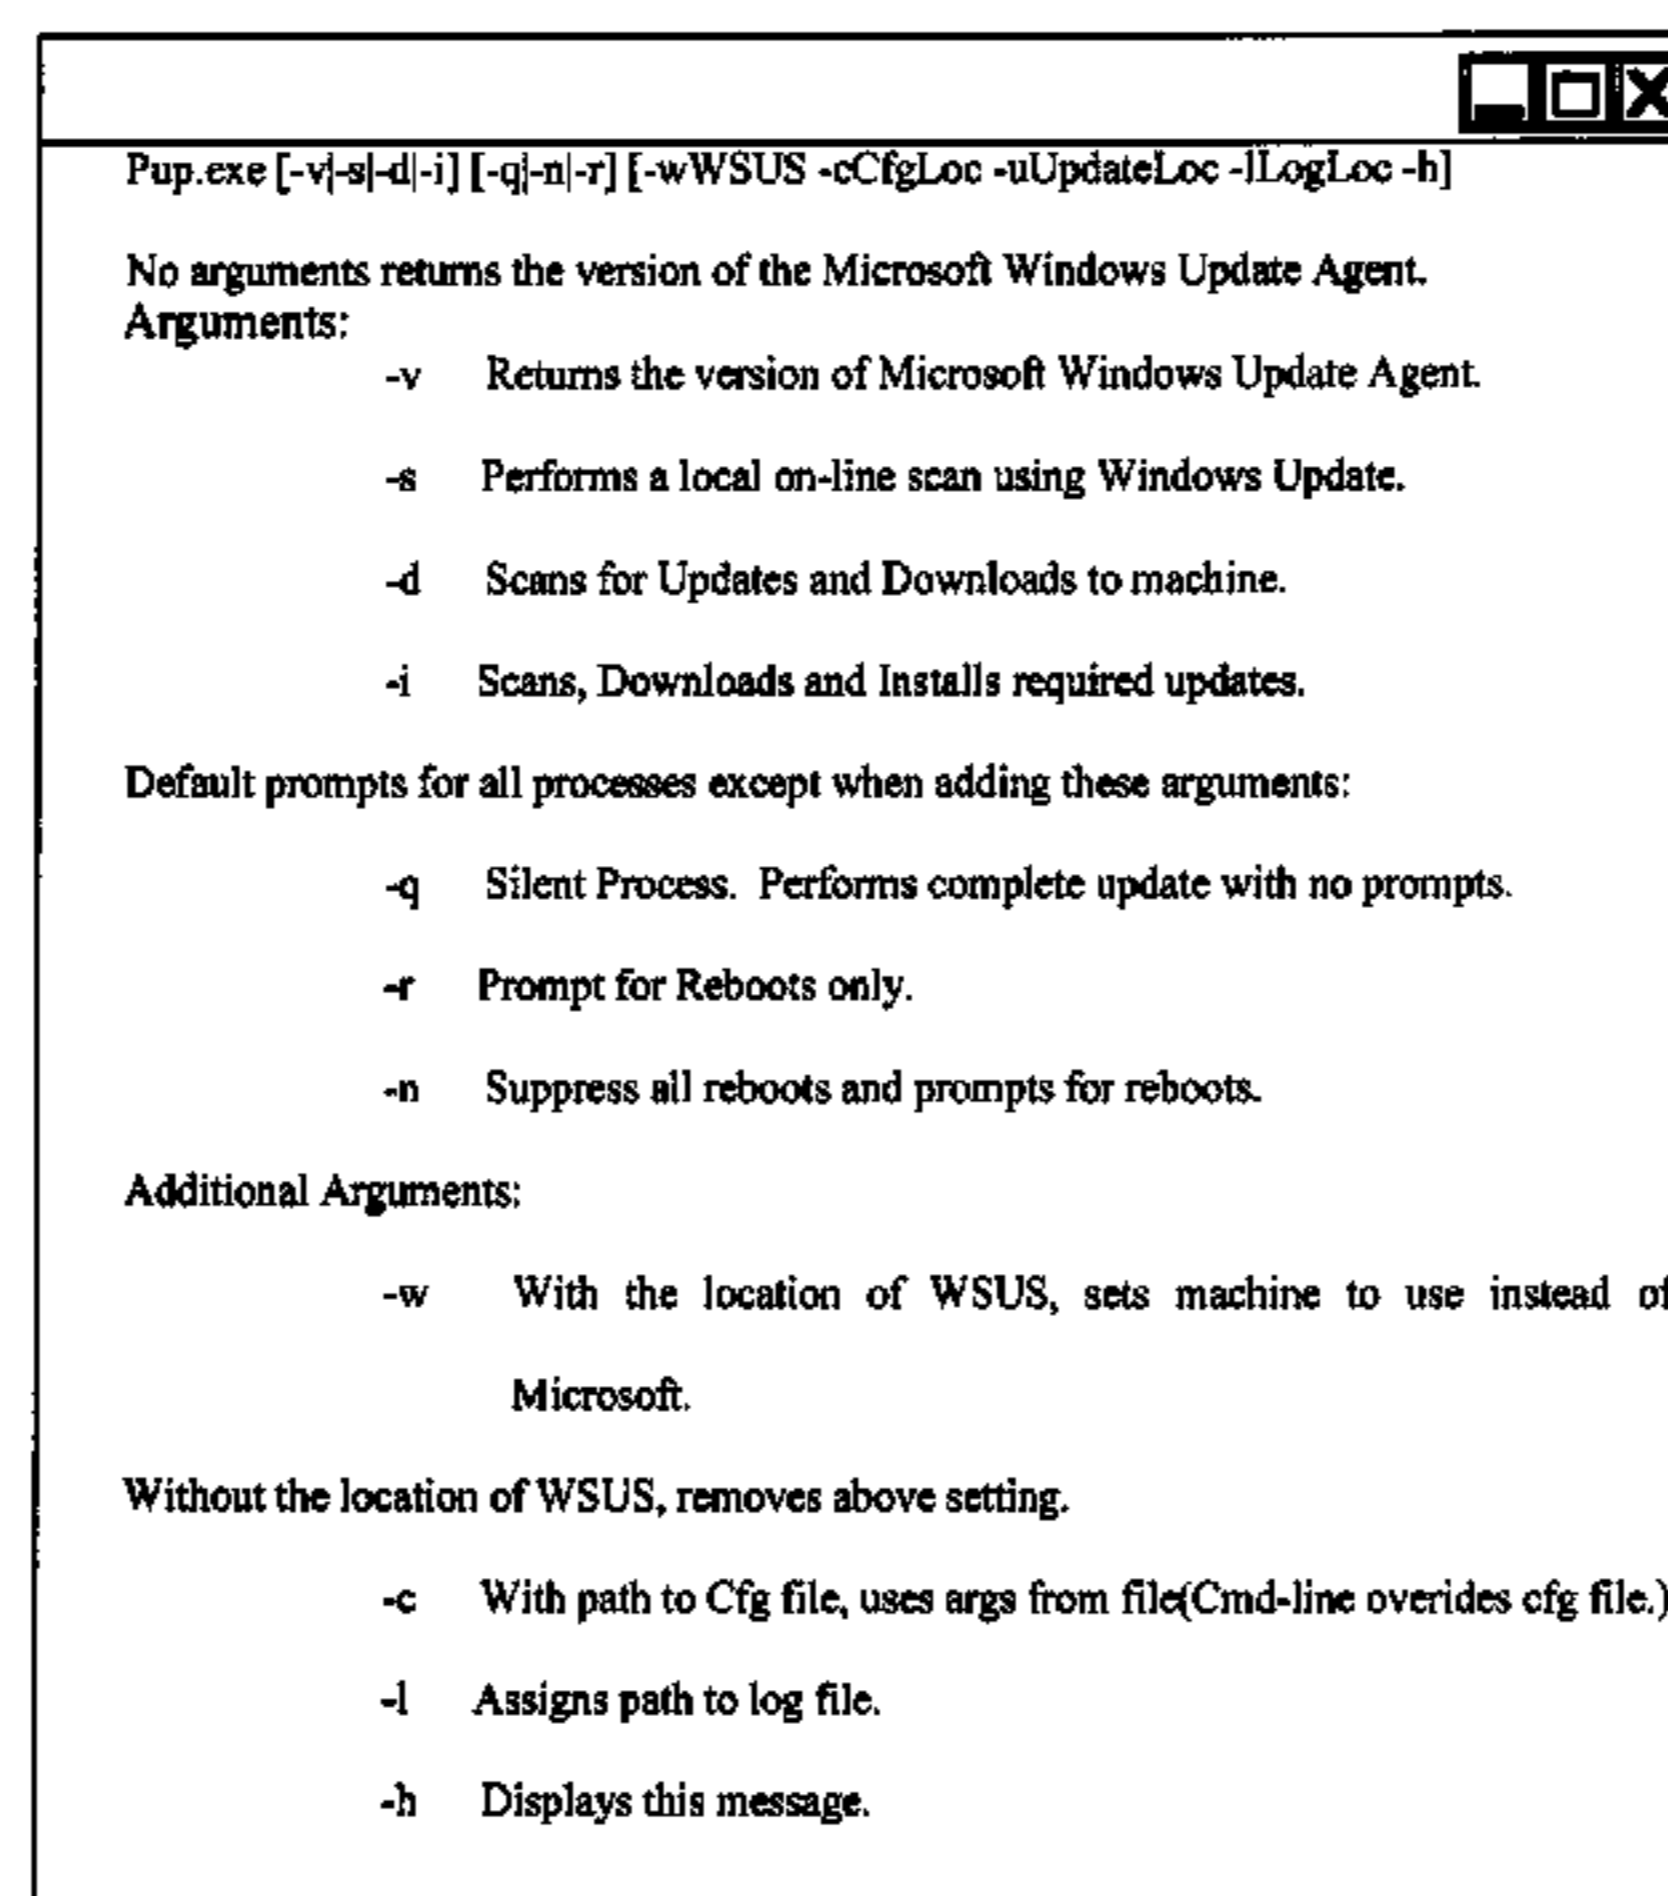 Pup.exe [-v|-s|-d|-i] [-q|-n|-r] [-wWSUS -cCfgLoc -uUpdateLoc -lLogLoc -h]
No arguments returns the version of the Microsoft Windows Update Agent.
Arguments:
-v Returns the version of Microsoft Windows Update Agent.
-s Performs a local on-line scan using Windows Update.
-d Scans for Updates and Downloads to machine.
-i Scans, Downloads and Installs required updates.
Default prompts for all processes except when adding these arguments:
-q Silent Process. Performs complete update with no prompts.
-r Prompt for Reboots only.
-n Suppress all reboots and prompts for reboots.
Additional Arguments:
-w With the location of WSUS, sets machine to use instead of
Microsoft.
Without the location of WSUS, removes above setting.
-c With path to Cfg file, uses args from file(Cmd-line overides cfg file.)
-l Assigns path to log file.
-h Displays this message.